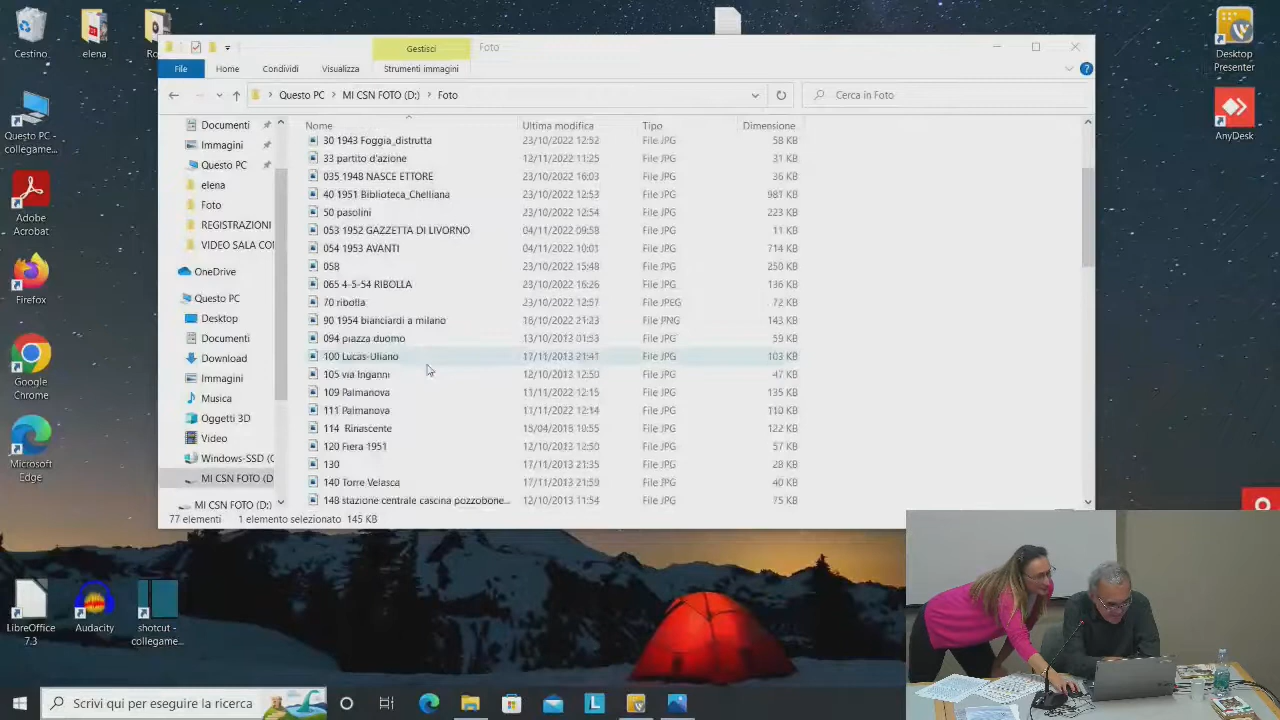 Cestino
elena
Ro
Questo PC -
collegame...
Adobe
Acrobat
Firefox
Google
Chrome
Microsoft
Edge
LibreOffice
7.3
Audacity
shotcut -
collegame...
Desktop
Presenter
AnyDesk
Gestisci
Foto
File
Home
Condividi
Visualizza
Strumenti immagini
Questo PC
MI CSN FOTO (D:)
Foto
Cerca in Foto
Documenti
Immagini
Questo PC
elena
Foto
REGISTRAZIONI
VIDEO SALA CON
OneDrive
Questo PC
Desktop
Documenti
Download
Immagini
Musica
Oggetti 3D
Video
Windows-SSD (C
MI CSN FOTO (D
MI CSN FOTO (D:)
Nome Ultima modifica Tipo Dimensione
30 1943 Foggia_distrutta 23/10/2022 12:52 File JPG 58 KB
33 partito d'azione 12/11/2022 11:25 File JPG 31 KB
035 1948 NASCE ETTORE 23/10/2022 16:03 File JPG 36 KB
40 1951 Biblioteca_Chelliana 23/10/2022 12:53 File JPG 981 KB
50 pasolini 23/10/2022 12:54 File JPG 223 KB
053 1952 GAZZETTA DI LIVORNO 04/11/2022 09:58 File JPG 11 KB
054 1953 AVANTI 04/11/2022 10:01 File JPG 714 KB
058 23/10/2022 15:48 File JPG 250 KB
065 4-5-54 RIBOLLA 23/10/2022 16:26 File JPG 136 KB
70 ribolla 23/10/2022 12:57 File JPEG 72 KB
90 1954 bianciardi a milano 16/10/2022 21:23 File PNG 143 KB
094 piazza duomo 13/10/2013 01:53 File JPG 59 KB
100 Lucas-Uliano 17/11/2013 21:41 File JPG 103 KB
105 via Inganni 12/10/2013 12:50 File JPG 47 KB
109 Palmanova 11/11/2022 12:15 File JPG 135 KB
111 Palmanova 11/11/2022 12:14 File JPG 110 KB
114 Rinascente 18/04/2018 10:55 File JPG 122 KB
120 Fiera 1951 12/10/2013 12:50 File JPG 57 KB
130 17/11/2013 21:35 File JPG 28 KB
140 Torre Velasca 17/11/2013 21:59 File JPG 40 KB
148 stazione centrale cascina pozzobone... 12/10/2013 11:54 File JPG 75 KB
77 elementi 1 elemento selezionato 145 KB
Scrivi qui per eseguire la ricerca
L